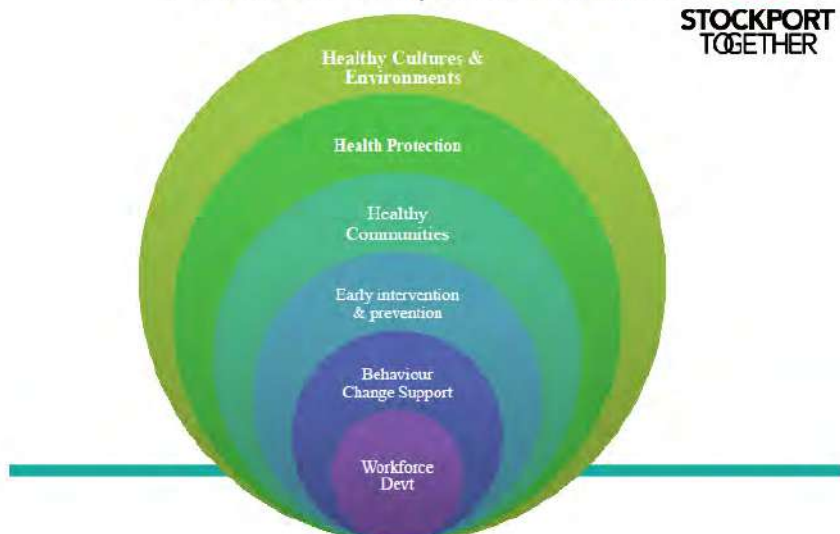 STOCKPORT
TOGETHER
Healthy Cultures &
Environments
Health Protection
Healthy
Communities
Early intervention
& prevention
Behaviour
Change Support
Workforce
Devt